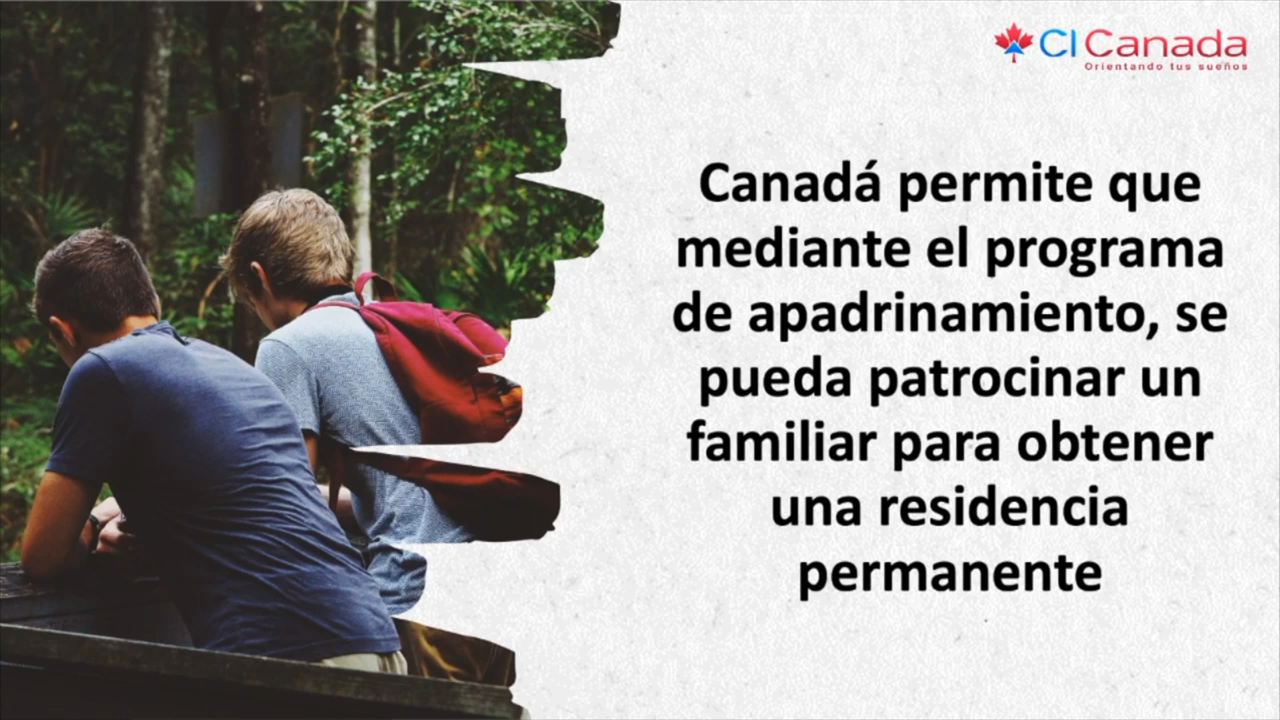 CI Canada
Orientando tus sueños
Canadá permite que
mediante el programa
de apadrinamiento, se
pueda patrocinar un
familiar para obtener
una residencia
permanente